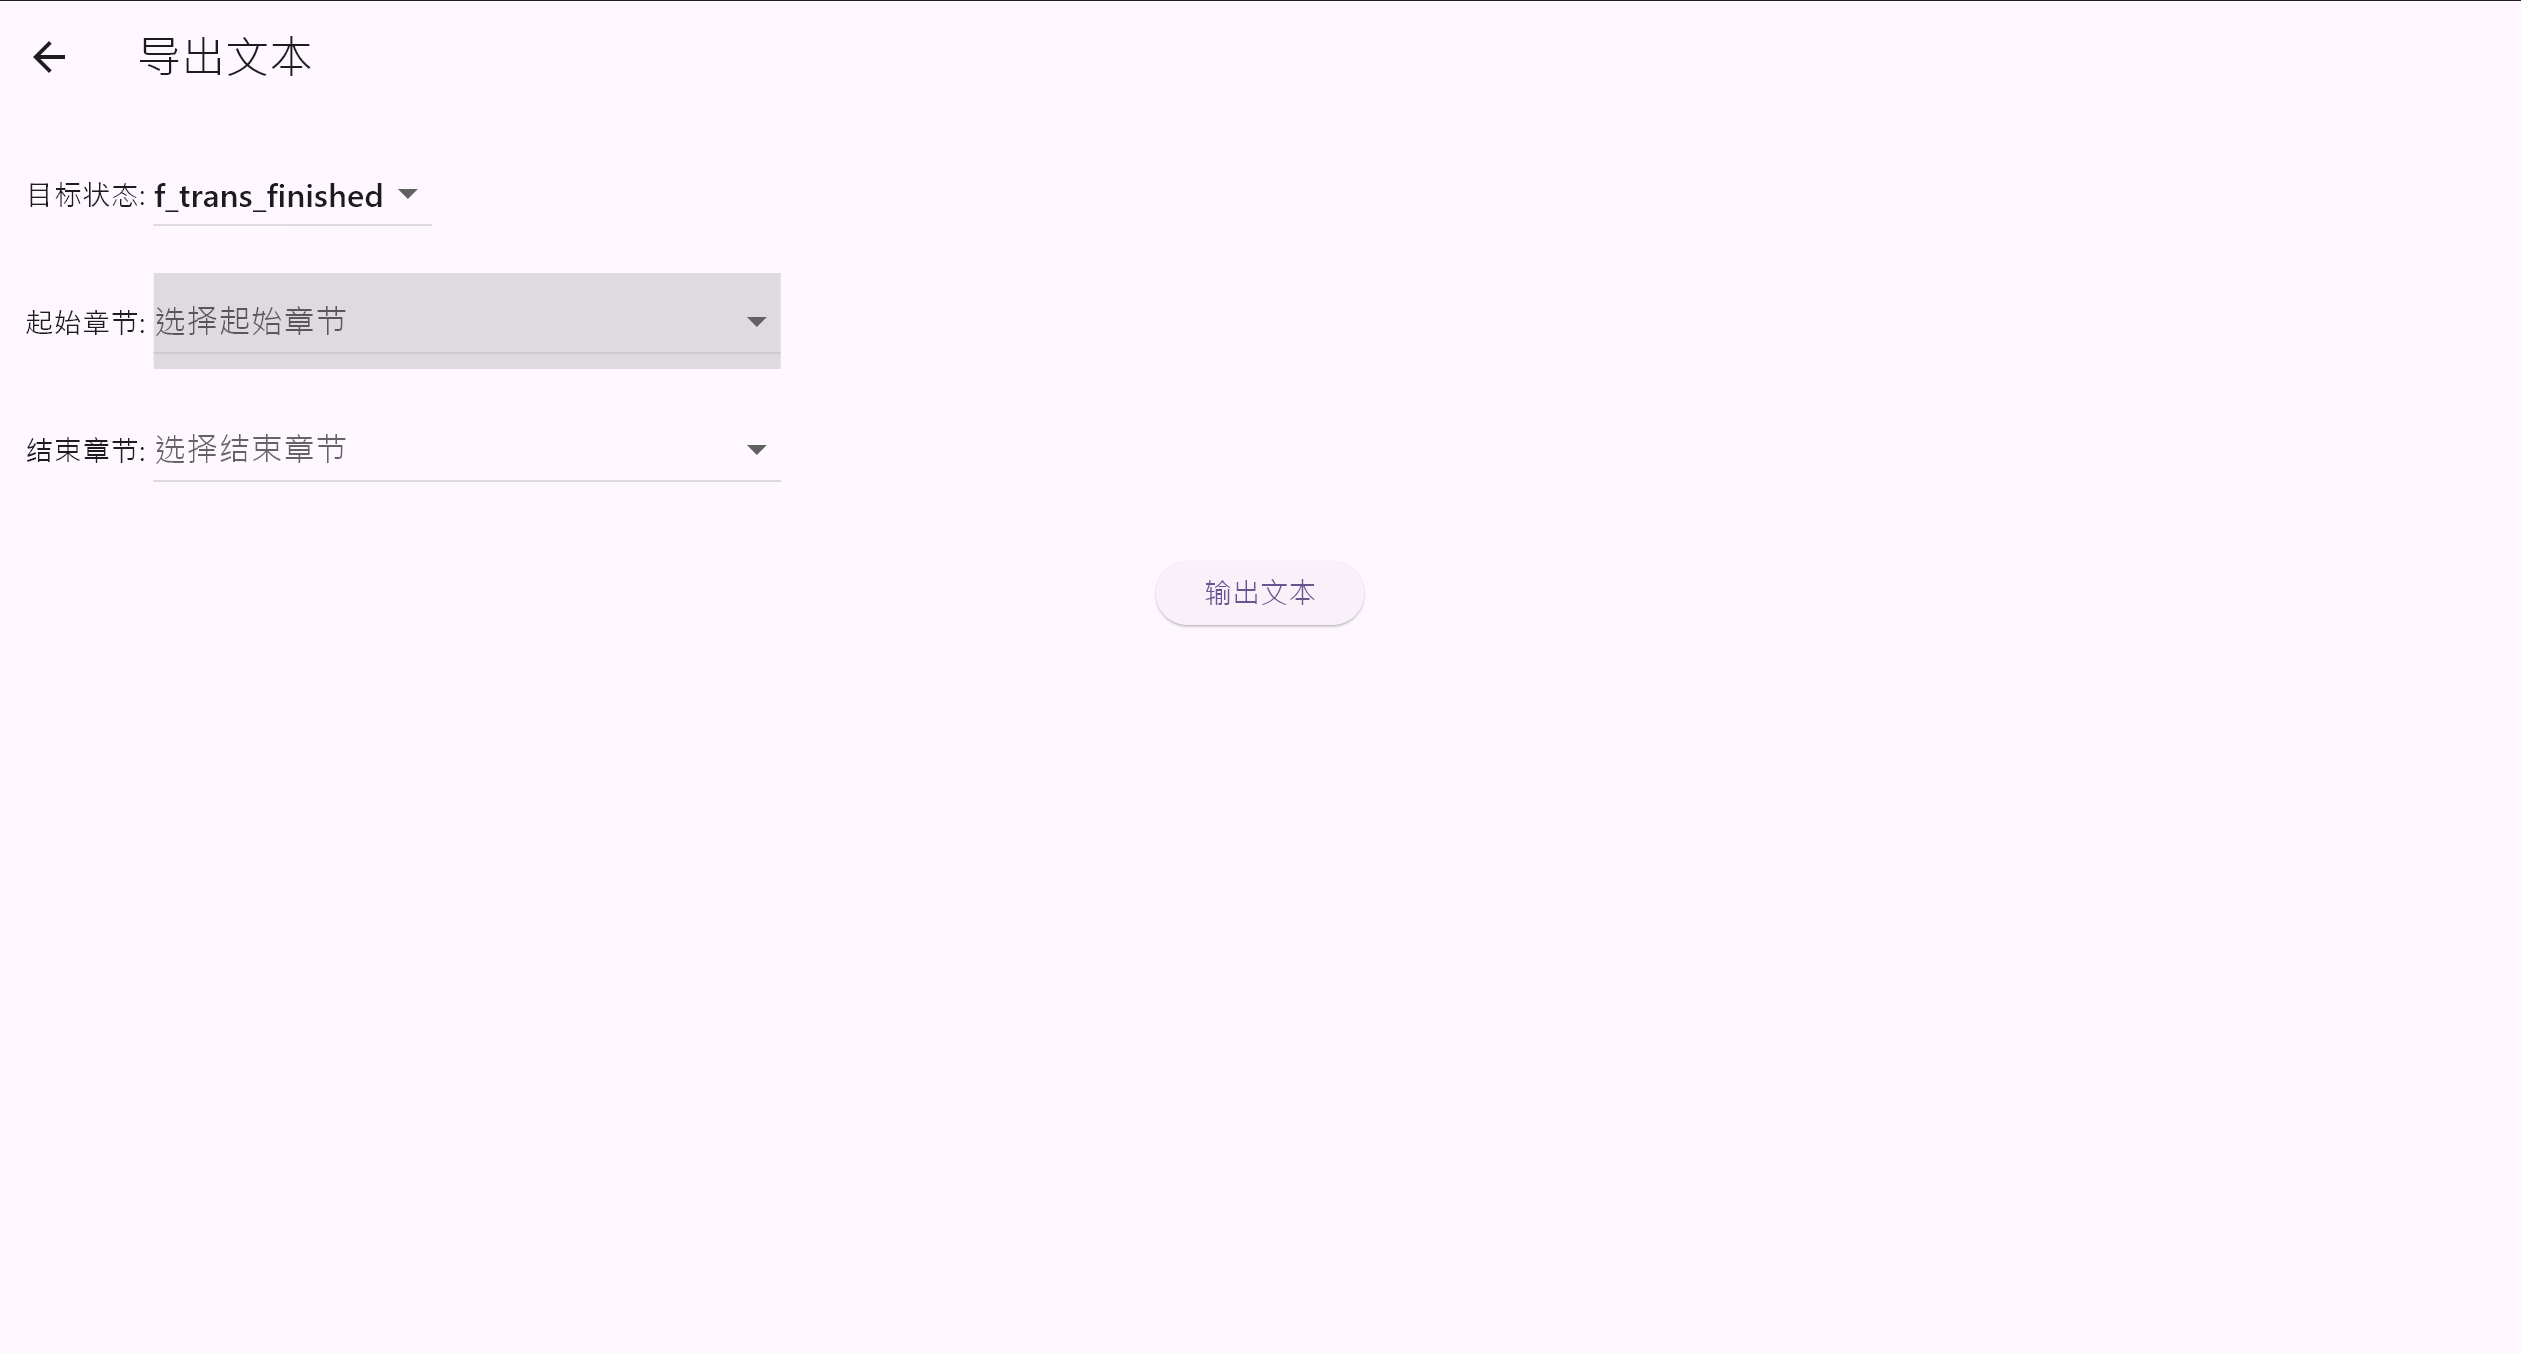 导出文本
目标状态: f_trans_finished
起始章节: 选择起始章节
结束章节: 选择结束章节
输出文本